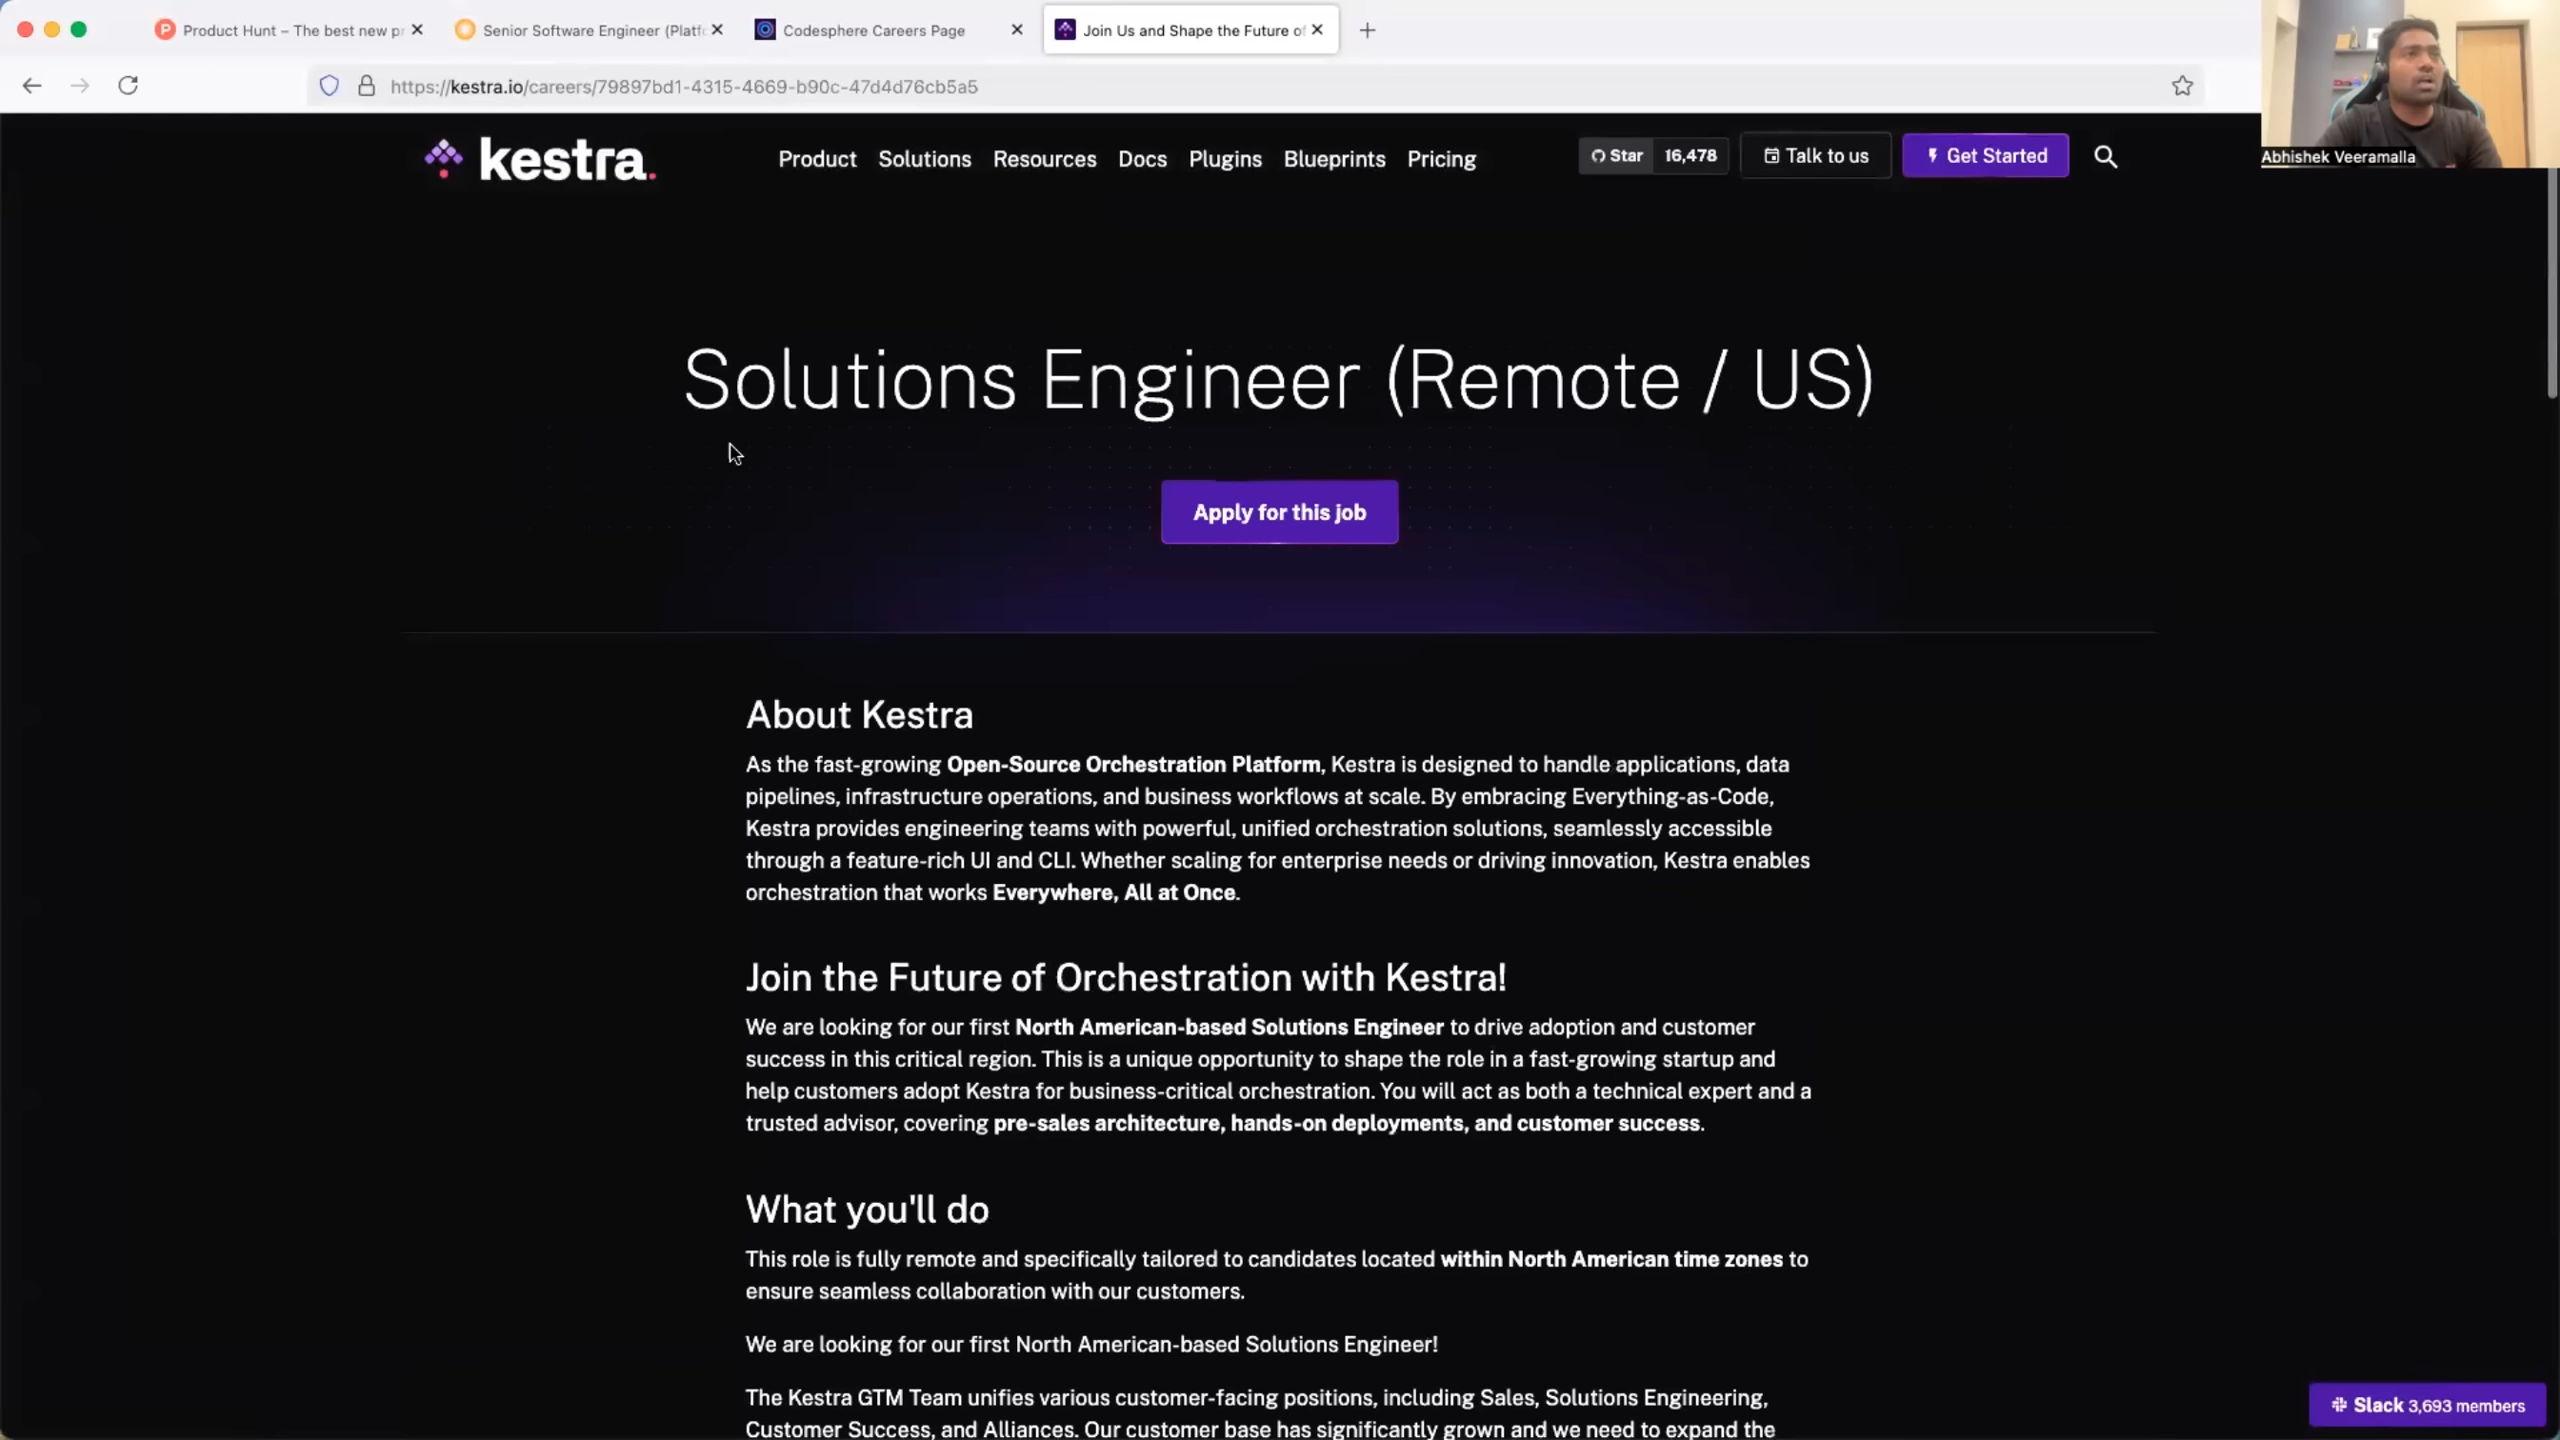 Product Hunt – The best new pr
Senior Software Engineer (Platf
Codesphere Careers Page
Join Us and Shape the Future of
https://kestra.io/careers/79897bd1-4315-4669-b90c-47d4d76cb5a5
Abhishek Veeramalla
kestra.
Product
Solutions
Resources
Docs
Plugins
Blueprints
Pricing
Star
16,478
Talk to us
Get Started
Solutions Engineer (Remote / US)
Apply for this job
About Kestra
As the fast-growing Open-Source Orchestration Platform, Kestra is designed to handle applications, data
pipelines, infrastructure operations, and business workflows at scale. By embracing Everything-as-Code,
Kestra provides engineering teams with powerful, unified orchestration solutions, seamlessly accessible
through a feature-rich UI and CLI. Whether scaling for enterprise needs or driving innovation, Kestra enables
orchestration that works Everywhere, All at Once.
Join the Future of Orchestration with Kestra!
We are looking for our first North American-based Solutions Engineer to drive adoption and customer
success in this critical region. This is a unique opportunity to shape the role in a fast-growing startup and
help customers adopt Kestra for business-critical orchestration. You will act as both a technical expert and a
trusted advisor, covering pre-sales architecture, hands-on deployments, and customer success.
What you'll do
This role is fully remote and specifically tailored to candidates located within North American time zones to
ensure seamless collaboration with our customers.
We are looking for our first North American-based Solutions Engineer!
The Kestra GTM Team unifies various customer-facing positions, including Sales, Solutions Engineering,
Customer Success, and Alliances. Our customer base has significantly grown and we need to expand the
Slack 3,693 members